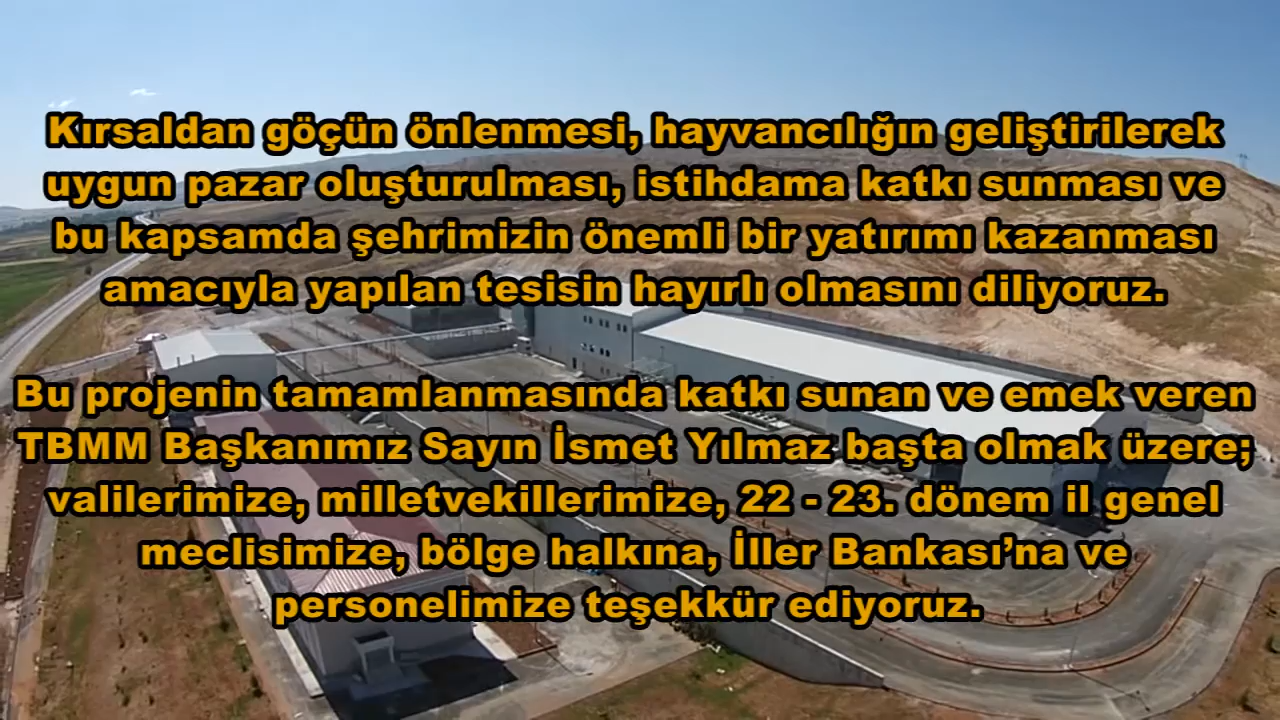 Kırsaldan göçün önlenmesi, hayvancılığın geliştirilerek
uygun pazar oluşturulması, istihdama katkı sunması ve
bu kapsamda şehrimizin önemli bir yatırımı kazanması
amacıyla yapılan tesisin hayırlı olmasını diliyoruz.
Bu projenin tamamlanmasında katkı sunan ve emek veren
TBMM Başkanımız Sayın İsmet Yılmaz başta olmak üzere;
valilerimize, milletvekillerimize, 22 - 23. dönem il genel
meclisimize, bölge halkına, İller Bankası’na ve
personelimize teşekkür ediyoruz.